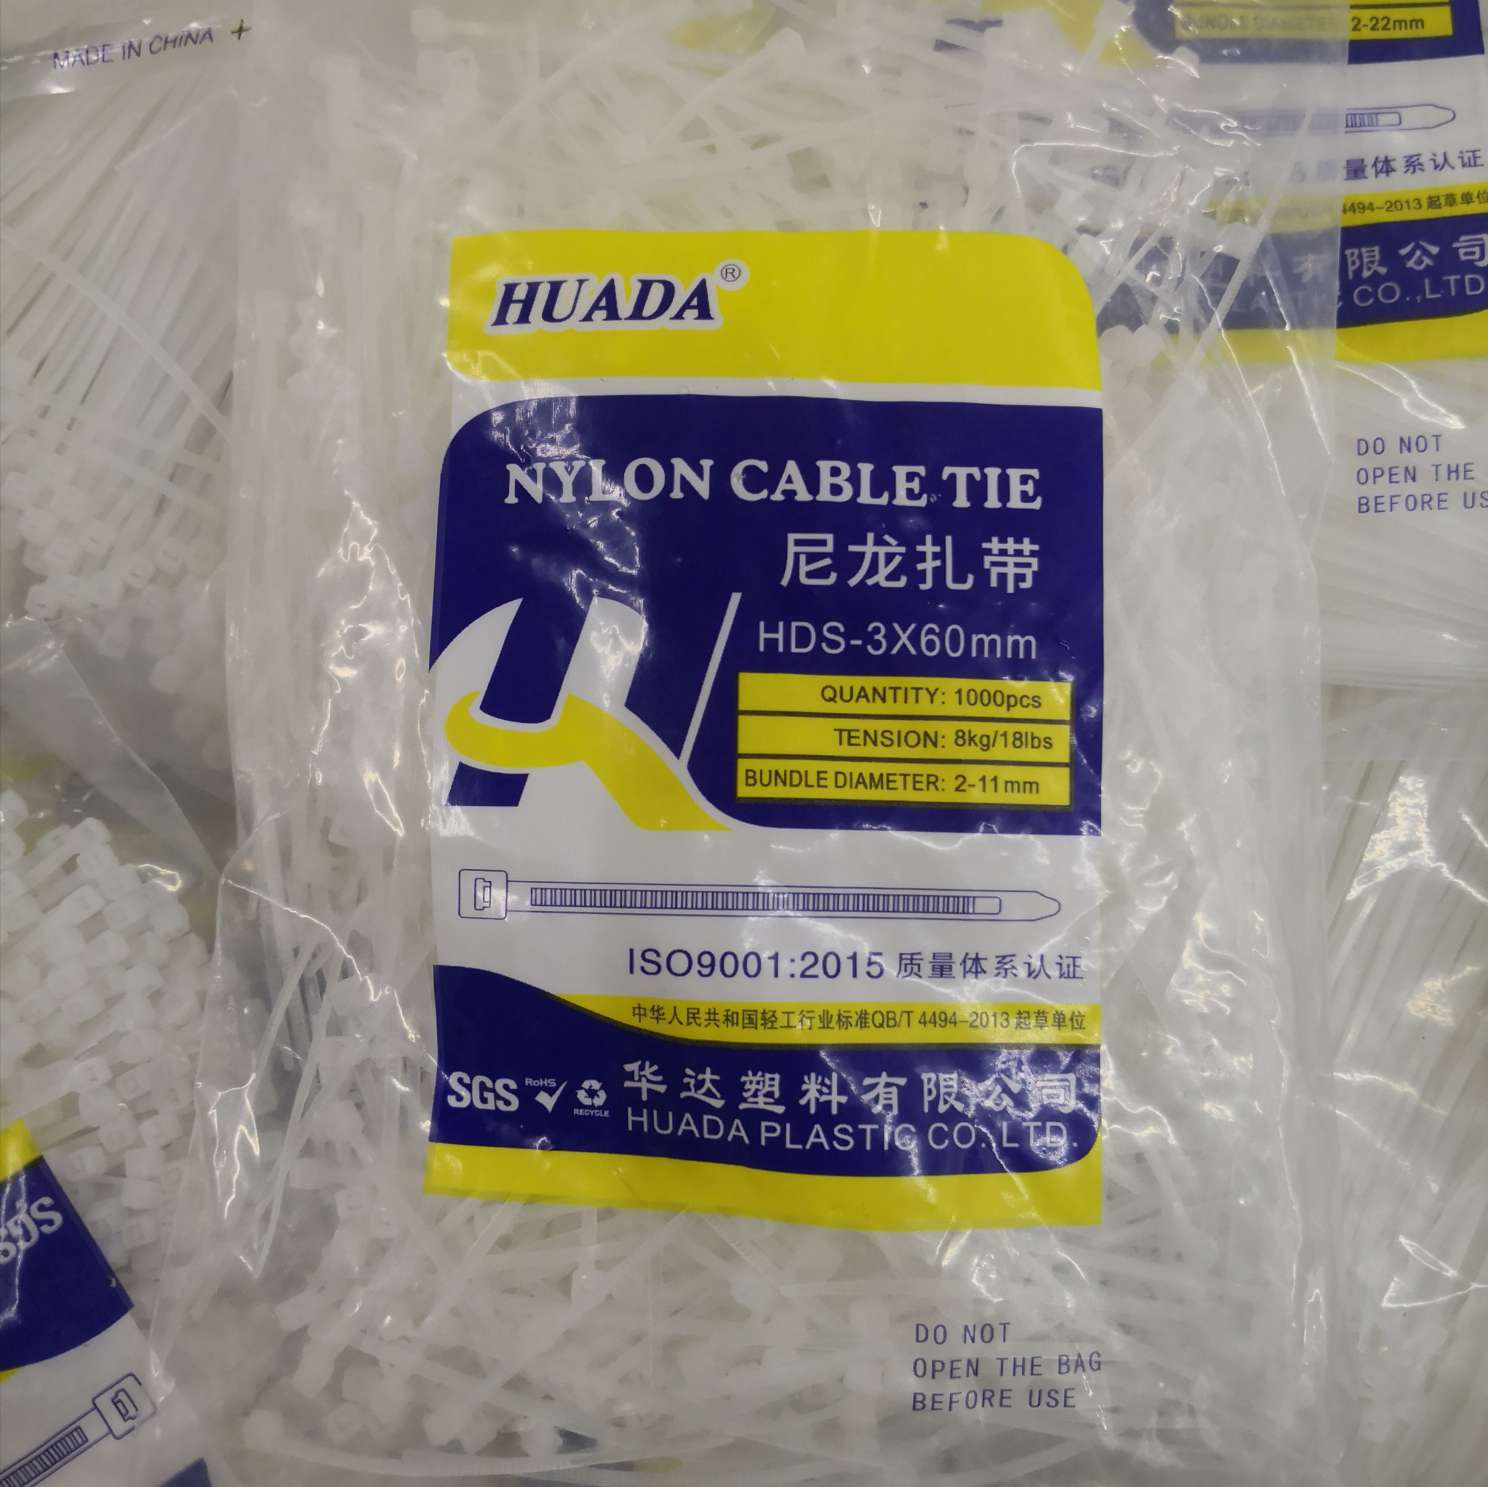 MADE IN CHINA
BUNDLE DIAMETER: 2-22mm
质量体系认证
4494-2013 起草单位
有限公司
CO.,LTD.
DO NOT
OPEN THE
BEFORE
HUADA®
NYLON CABLE TIE
尼龙扎带
HDS-3X60mm
QUANTITY: 1000pcs
TENSION: 8kg/18lbs
BUNDLE DIAMETER: 2-11mm
ISO9001:2015 质量体系认证
中华人民共和国轻工行业标准QB/T 4494-2013 起草单位
SGS RoHS RECYCLE 华达塑料有限公司
HUADA PLASTIC CO.,LTD.
DO NOT
OPEN THE BAG
BEFORE USE